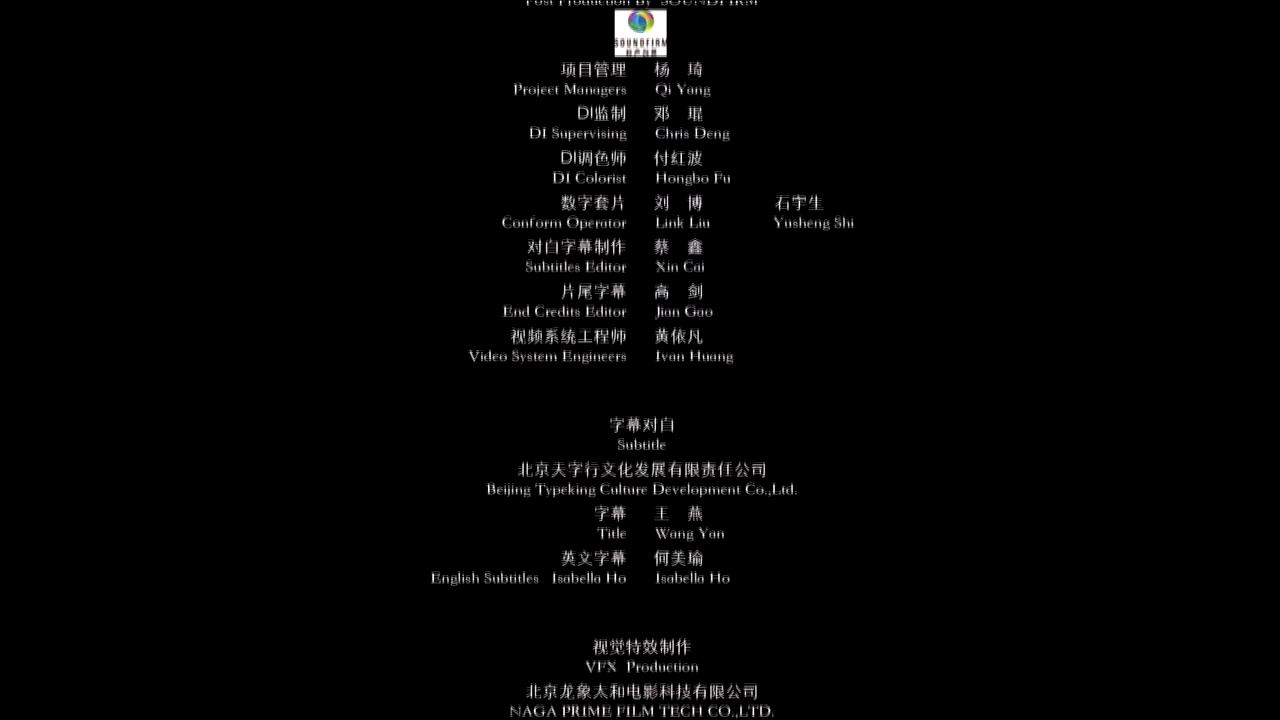 Post Production By SOUNDFIRM
SOUNDFIRM
项目管理 杨 琦
Project Managers Qi Yang
DI监制 邓 琨
DI Supervising Chris Deng
DI调色师 付红波
DI Colorist Hongbo Fu
数字套片 刘 博 石宇生
Conform Operator Link Liu Yusheng Shi
对白字幕制作 蔡 鑫
Subtitles Editor Xin Cai
片尾字幕 高 剑
End Credits Editor Jian Gao
视频系统工程师 黄依凡
Video System Engineers Ivan Huang
字幕对白
Subtitle
北京天字行文化发展有限责任公司
Beijing Typeking Culture Development Co.,Ltd.
字幕 王 燕
Title Wang Yan
英文字幕 何美瑜
English Subtitles Isabella Ho Isabella Ho
视觉特效制作
VFX Production
北京龙象太和电影科技有限公司
NAGA PRIME FILM TECH CO.,LTD.